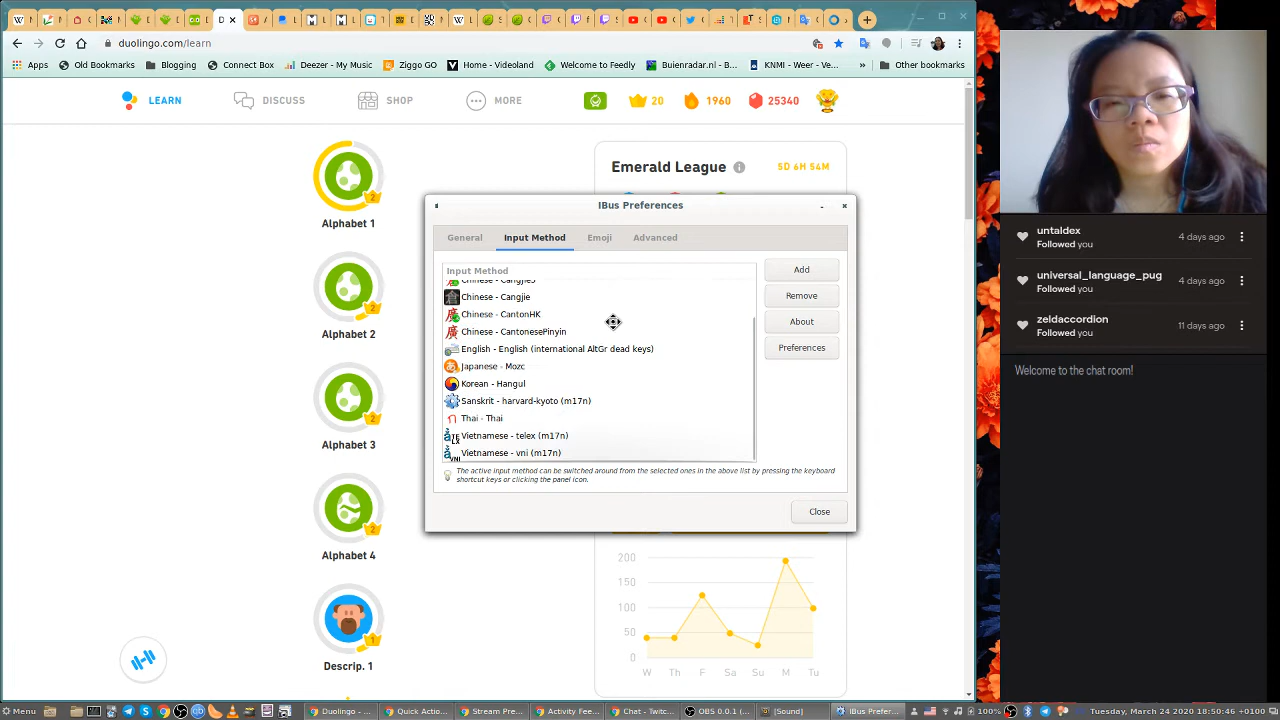 D
duolingo.com/learn
Apps
Old Bookmarks
Blogging
Connect Box
Deezer - My Music
Ziggo GO
Home - Videoland
Welcome to Feedly
Buienradar.nl - B...
KNMI - Weer - Ve...
»
Other bookmarks
LEARN
DISCUSS
SHOP
MORE
20
1960
25340
Alphabet 1
2
Alphabet 2
2
Alphabet 3
2
Alphabet 4
2
Descrip. 1
1
Emerald League
5D 6H 54M
IBus Preferences
General
Input Method
Emoji
Advanced
Input Method
Chinese - Cangjie5
Chinese - Cangjie
Chinese - CantonHK
Chinese - CantonesePinyin
English - English (international AltGr dead keys)
Japanese - Mozc
Korean - Hangul
Sanskrit - harvard-kyoto (m17n)
Thai - Thai
Vietnamese - telex (m17n)
Vietnamese - vni (m17n)
Add
Remove
About
Preferences
The active input method can be switched around from the selected ones in the above list by pressing the keyboard
shortcut keys or clicking the panel icon.
Close
200
150
100
50
0
W Th F Sa Su M Tu
untaldex
Followed you
4 days ago
universal_language_pug
Followed you
4 days ago
zeldaccordion
Followed you
11 days ago
Welcome to the chat room!
Menu
Duolingo - ...
Quick Actio...
Stream Pre...
Activity Fee...
Chat - Twitc...
OBS 0.0.1 (...
[Sound]
IBus Prefer...
100%
Tuesday, March 24 2020 18:50:46 +0100